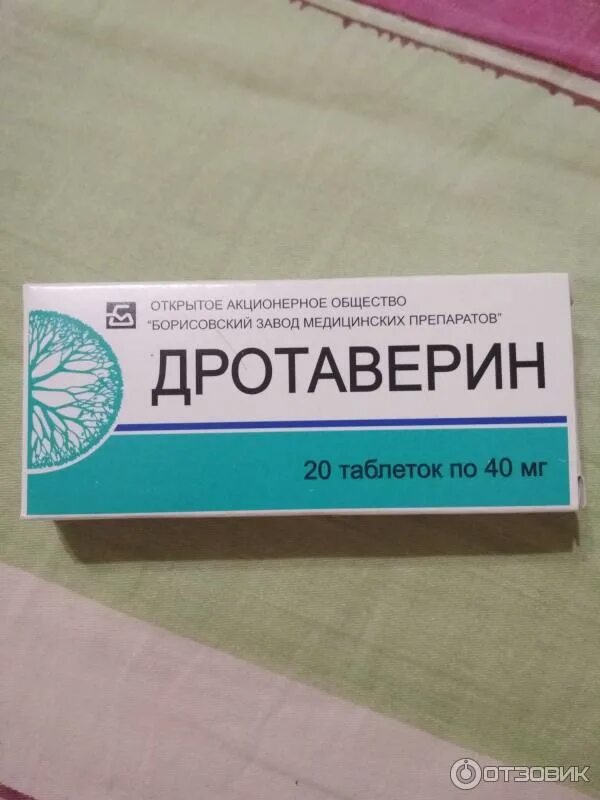 ОТКРЫТОЕ АКЦИОНЕРНОЕ ОБЩЕСТВО
"БОРИСОВСКИЙ ЗАВОД МЕДИЦИНСКИХ ПРЕПАРАТОВ"
ДРОТАВЕРИН
20 таблеток по 40 мг
ОТЗОВИК